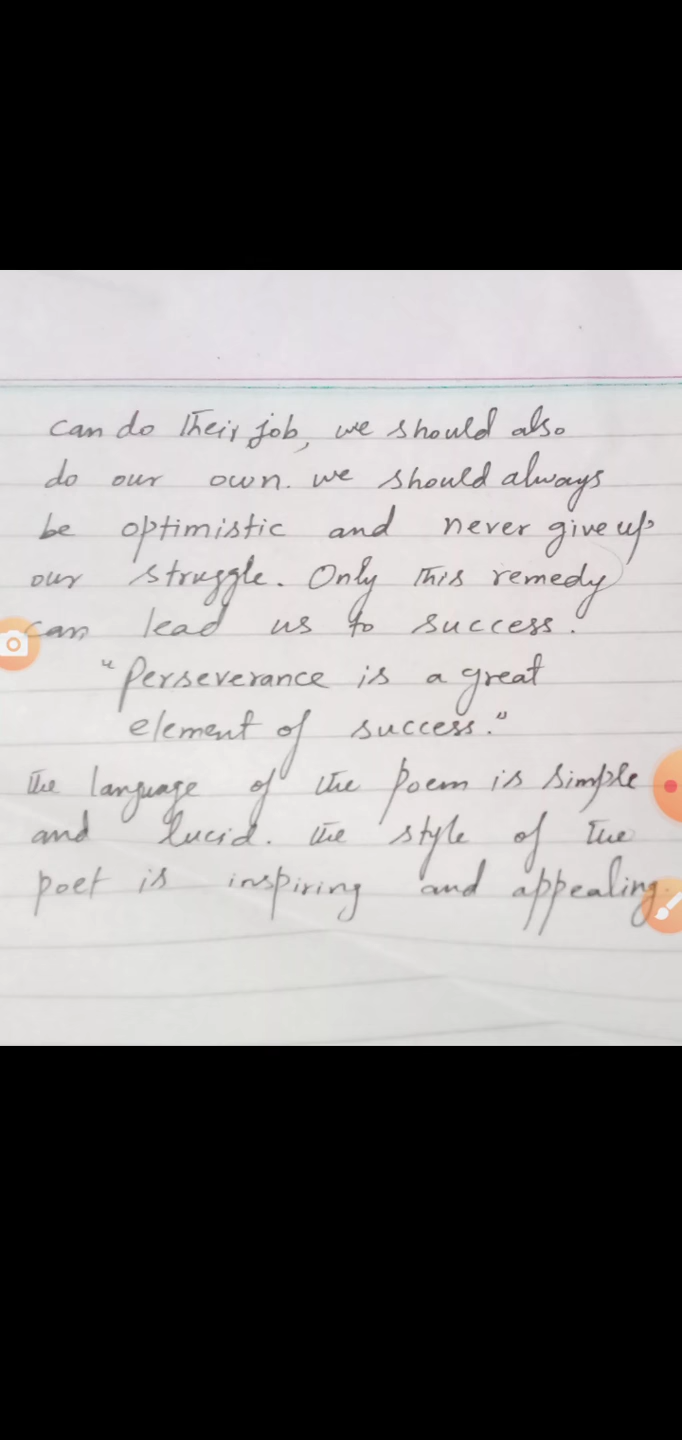 can do their job, we should also
do our own. we should always
be optimistic and never give up
our struggle. Only this remedy
can lead us to success.
"Perseverance is a great
element of success."
The language of the poem is simple
and lucid. The style of the
poet is inspiring and appealing.